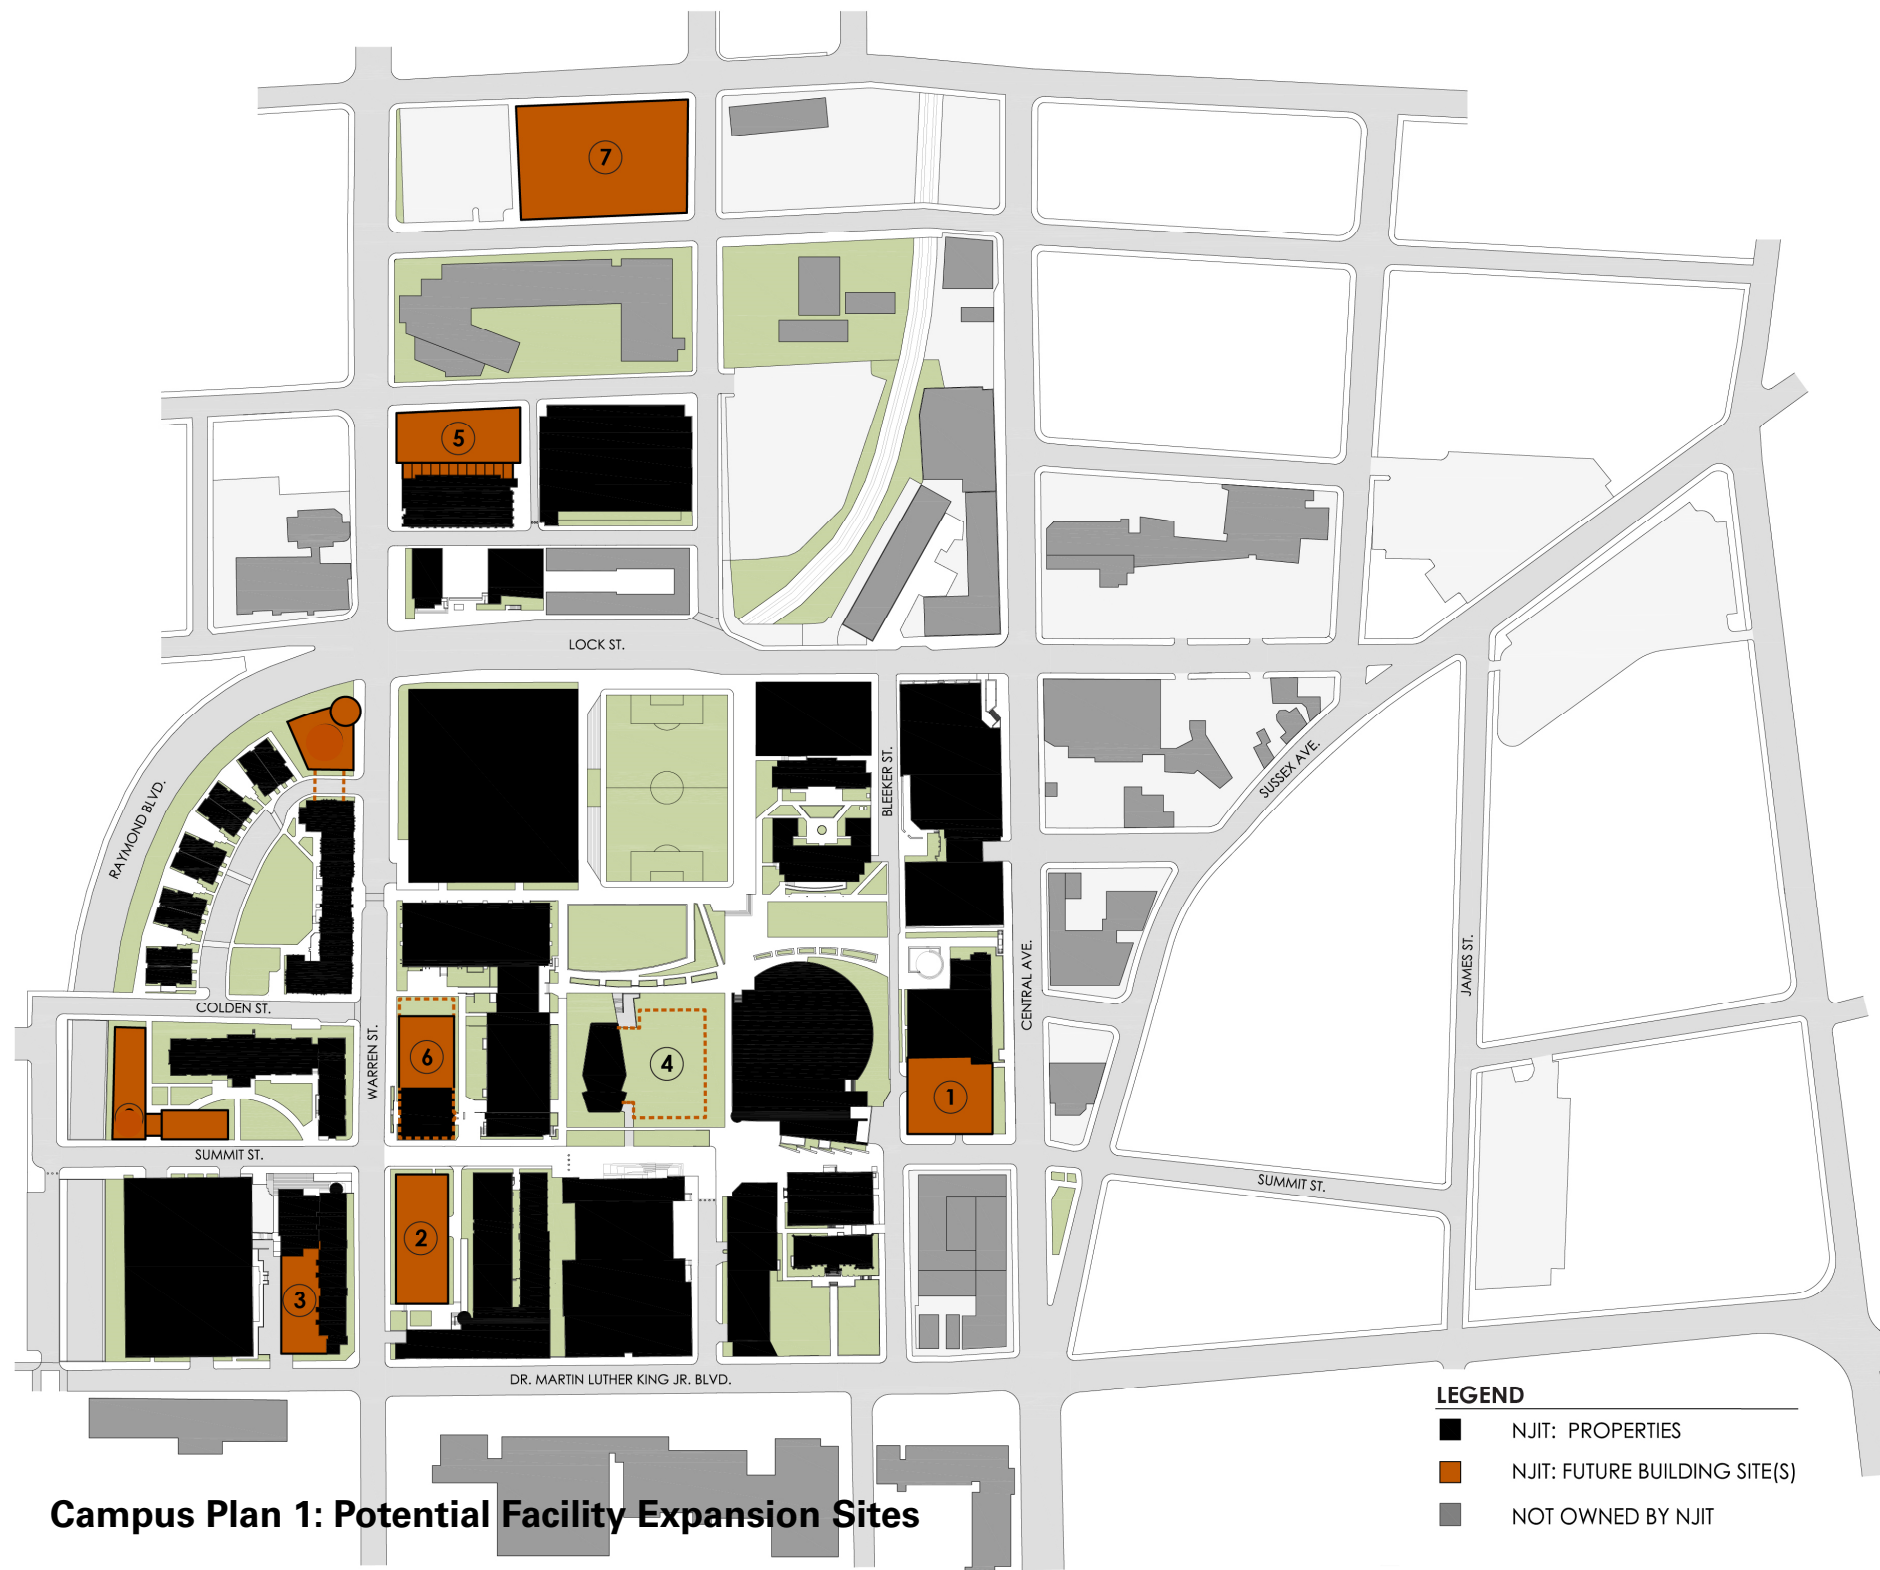 7
5
LOCK ST.
RAYMOND BLVD.
BLEEKER ST.
SUSSEX AVE.
COLDEN ST.
WARREN ST.
CENTRAL AVE.
JAMES ST.
6
4
1
SUMMIT ST.
SUMMIT ST.
2
3
DR. MARTIN LUTHER KING JR. BLVD.
LEGEND
NJIT: PROPERTIES
NJIT: FUTURE BUILDING SITE(S)
NOT OWNED BY NJIT
Campus Plan 1: Potential Facility Expansion Sites